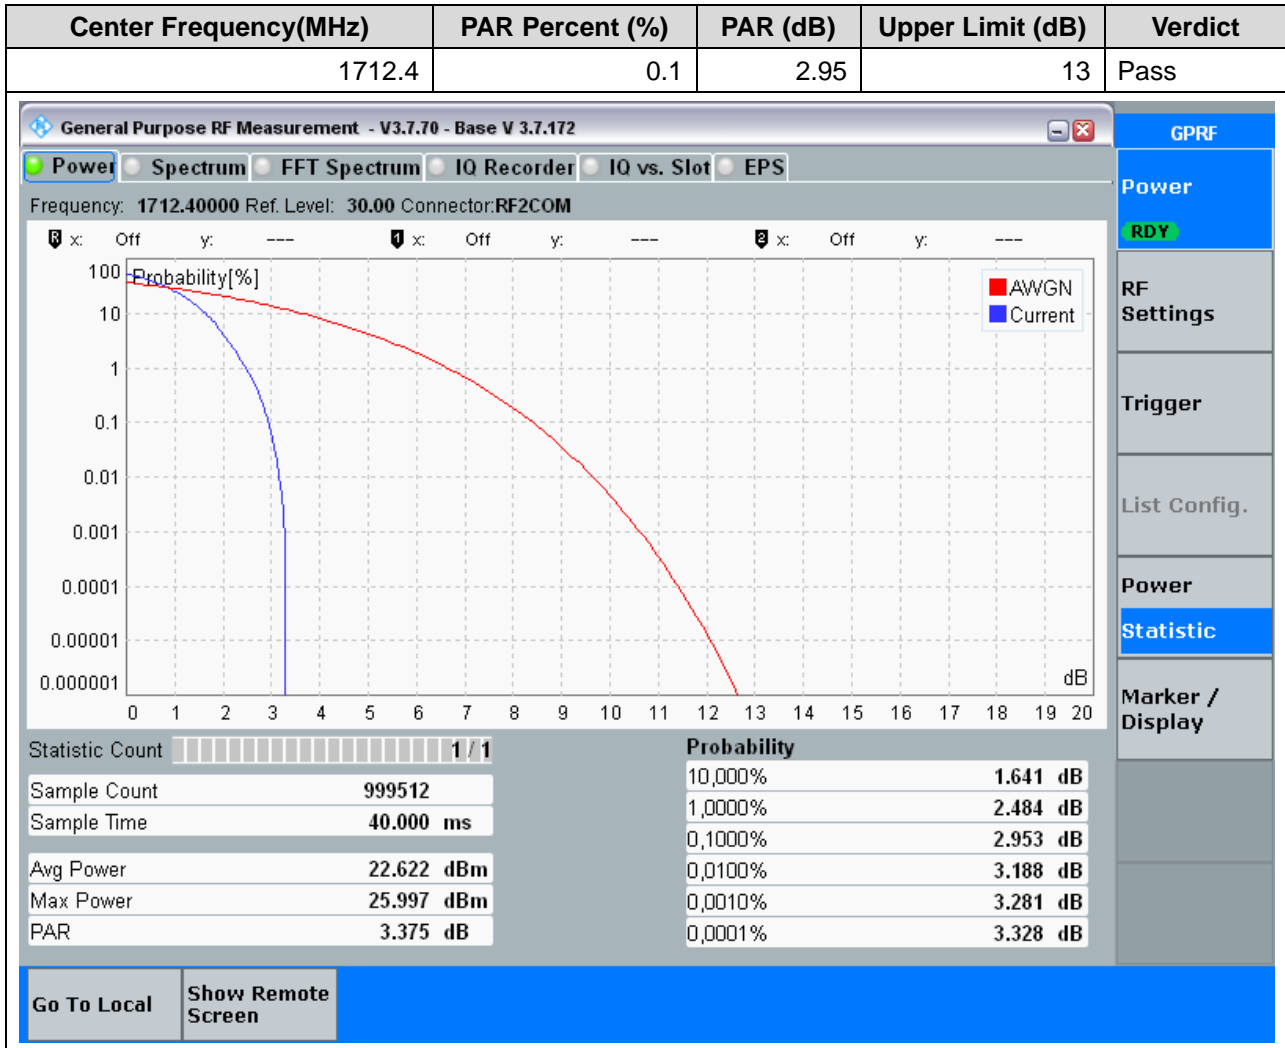 Center Frequency(MHz) PAR Percent (%) PAR (dB) Upper Limit (dB) Verdict
1712.4 0.1 2.95 13 Pass
General Purpose RF Measurement - V3.7.70 - Base V 3.7.172
GPRF
Power Spectrum FFT Spectrum IQ Recorder IQ vs. Slot EPS
Frequency: 1712.40000 Ref. Level: 30.00 Connector:RF2COM
R x: Off y: --- 1 x: Off y: --- 2 x: Off y: ---
Probability[%]
100
10
1
0.1
0.01
0.001
0.0001
0.00001
0.000001
AWGN
Current
dB
0 1 2 3 4 5 6 7 8 9 10 11 12 13 14 15 16 17 18 19 20
Statistic Count 1 / 1
Sample Count 999512
Sample Time 40.000 ms
Avg Power 22.622 dBm
Max Power 25.997 dBm
PAR 3.375 dB
Probability
10,000% 1.641 dB
1,0000% 2.484 dB
0,1000% 2.953 dB
0,0100% 3.188 dB
0,0010% 3.281 dB
0,0001% 3.328 dB
Power
RDY
RF
Settings
Trigger
List Config.
Power
Statistic
Marker /
Display
Go To Local
Show Remote
Screen